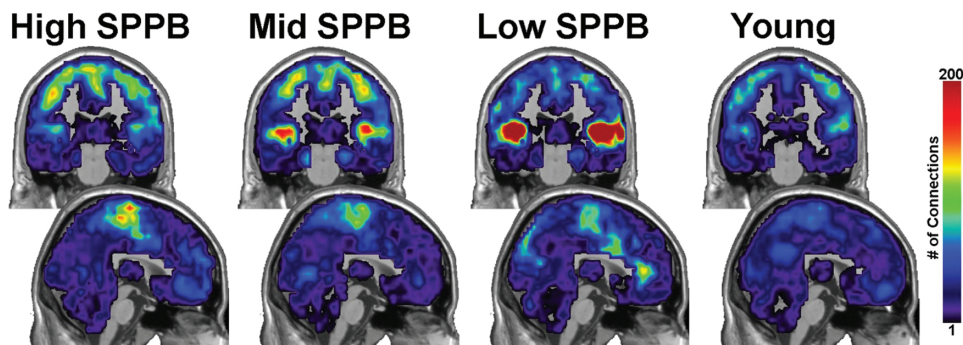 High SPPB
Mid SPPB
Low SPPB
Young
200
# of Connections
1